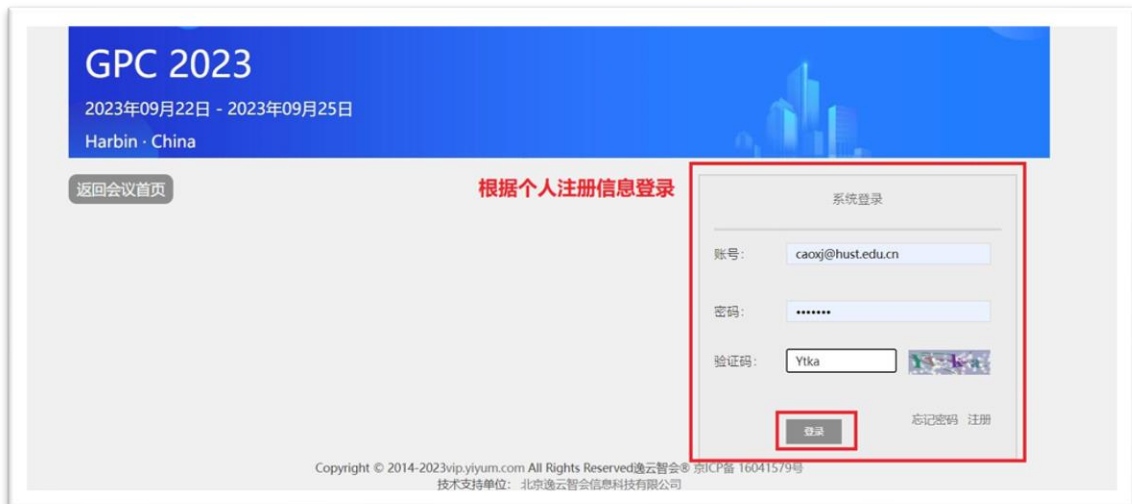 GPC 2023
2023年09月22日 - 2023年09月25日
Harbin · China
返回会议首页
根据个人注册信息登录
系统登录
账号： caoxj@hust.edu.cn
密码： •••••••
验证码： Ytka Ytka
登录
忘记密码 注册
Copyright © 2014-2023vip.yiyum.com All Rights Reserved逸云智会® 京ICP备 16041579号
技术支持单位： 北京逸云智会信息科技有限公司